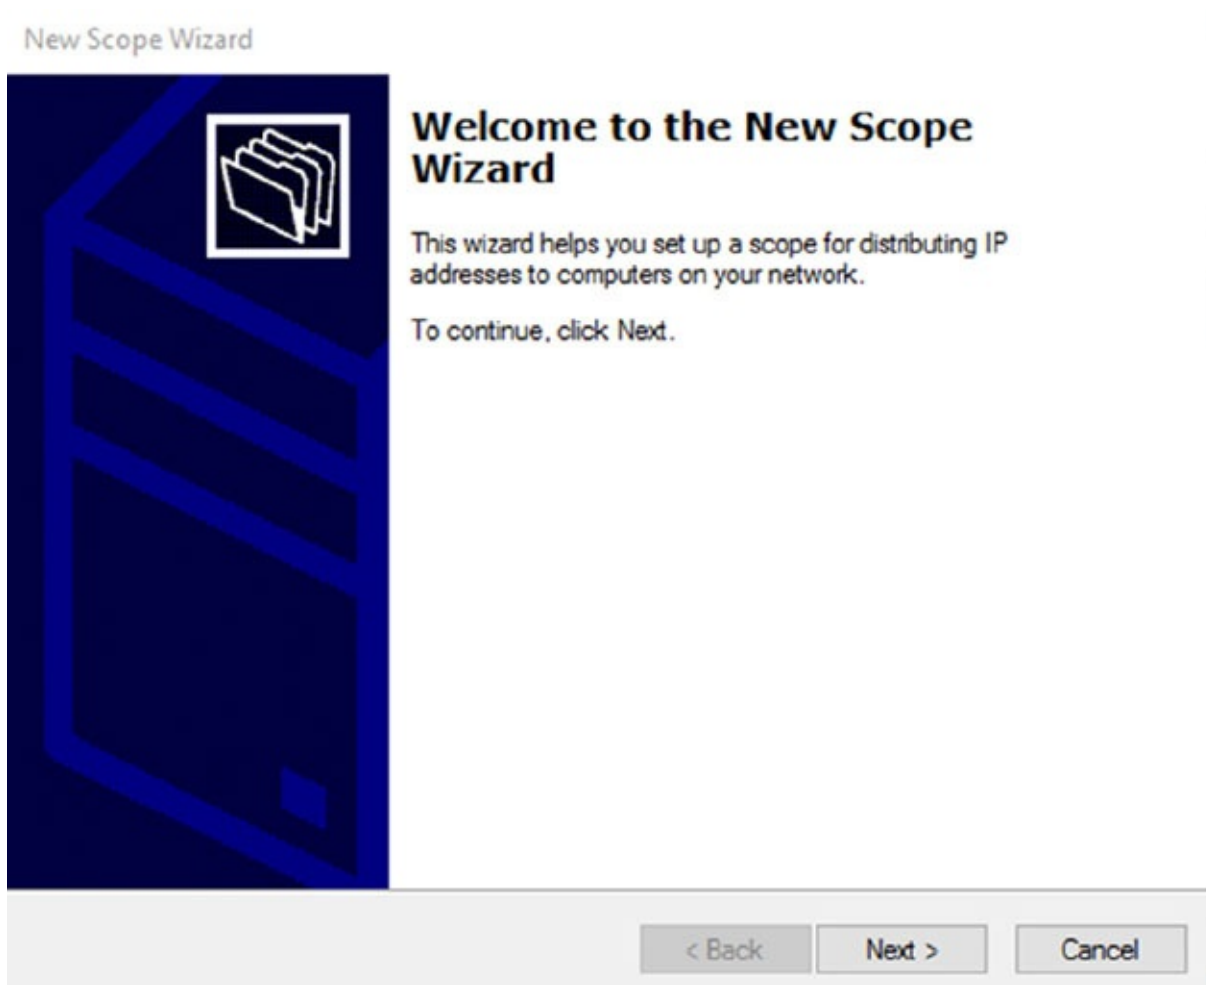 New Scope Wizard
Welcome to the New Scope
Wizard
This wizard helps you set up a scope for distributing IP
addresses to computers on your network.
To continue, click Next.
< Back
Next >
Cancel